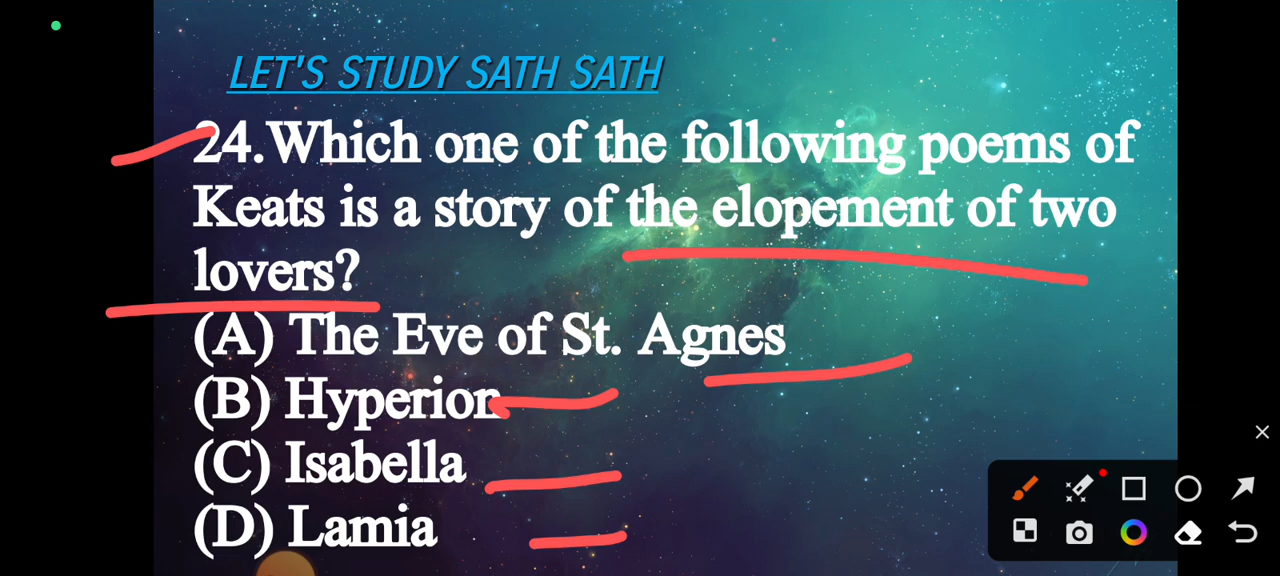 LET'S STUDY SATH SATH
24.Which one of the following poems of
Keats is a story of the elopement of two
lovers?
(A) The Eve of St. Agnes
(B) Hyperion
(C) Isabella
(D) Lamia